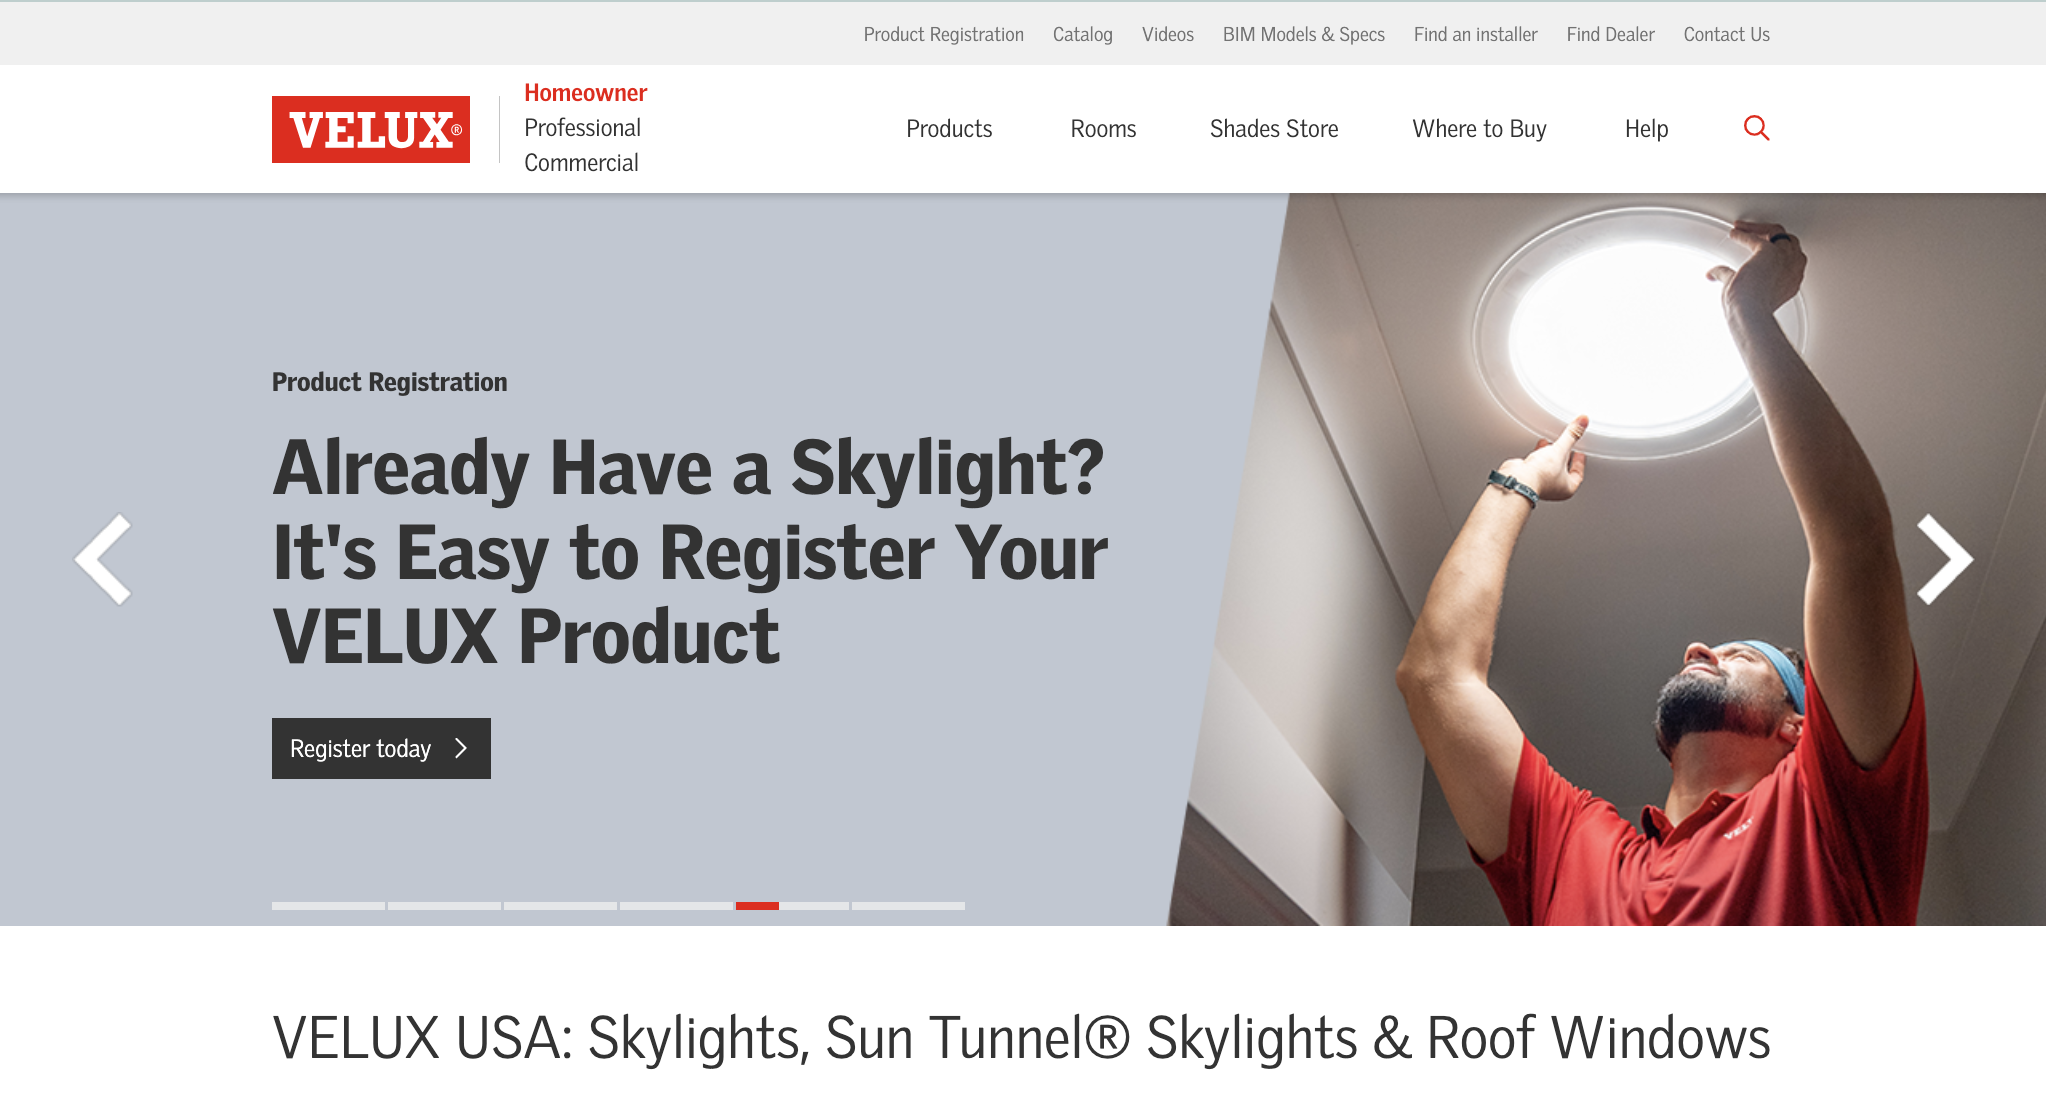 Product Registration Catalog Videos BIM Models & Specs Find an installer Find Dealer Contact Us
VELUX®
Homeowner
Professional
Commercial
Products Rooms Shades Store Where to Buy Help
Product Registration
Already Have a Skylight?
It's Easy to Register Your
VELUX Product
Register today
VELUX USA: Skylights, Sun Tunnel® Skylights & Roof Windows